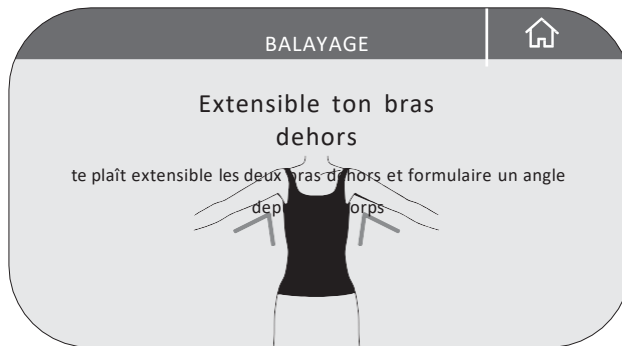 BALAYAGE
Extensible ton bras
dehors
te plaît extensible les deux bras dehors et formulaire un angle